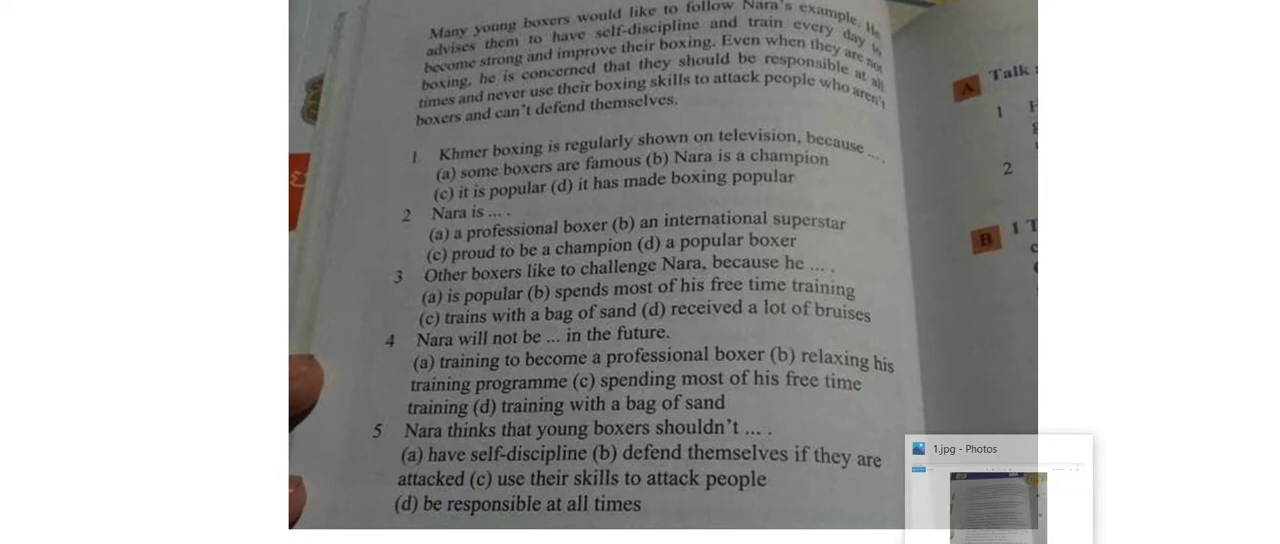 Many young boxers would like to follow Nara's example. He
advises them to have self-discipline and train every day to
become strong and improve their boxing. Even when they are not
boxing, he is concerned that they should be responsible at all
times and never use their boxing skills to attack people who aren't
boxers and can't defend themselves.
1 Khmer boxing is regularly shown on television, because ... .
(a) some boxers are famous (b) Nara is a champion
(c) it is popular (d) it has made boxing popular
2 Nara is ... .
(a) a professional boxer (b) an international superstar
(c) proud to be a champion (d) a popular boxer
3 Other boxers like to challenge Nara, because he ... .
(a) is popular (b) spends most of his free time training
(c) trains with a bag of sand (d) received a lot of bruises
4 Nara will not be ... in the future.
(a) training to become a professional boxer (b) relaxing his
training programme (c) spending most of his free time
training (d) training with a bag of sand
5 Nara thinks that young boxers shouldn't ... .
(a) have self-discipline (b) defend themselves if they are
attacked (c) use their skills to attack people
(d) be responsible at all times
A Talk
1 H
2
B 1 T
1.jpg - Photos